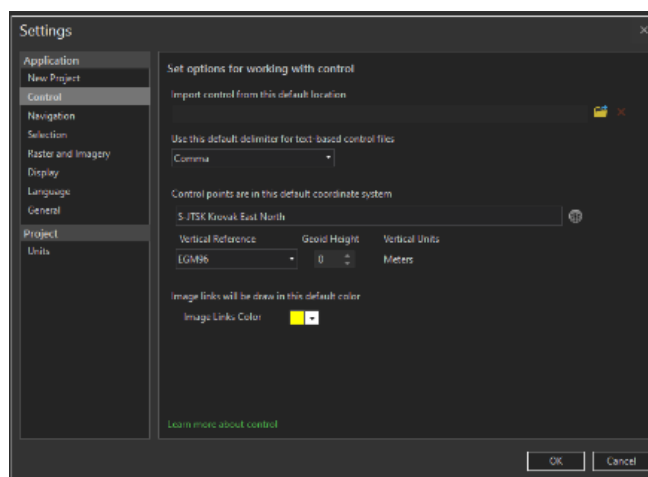 Settings
Application
New Project
Control
Navigation
Selection
Raster and Imagery
Display
Language
General
Project
Units
Set options for working with control
Import control from this default location
Use this default delimiter for text-based control files
Comma
Control points are in this default coordinate system
S-JTSK Krovak East North
Vertical Reference Geoid Height Vertical Units
EGM96 0 Meters
Image links will be draw in this default color
Image Links Color
Learn more about control
OK Cancel